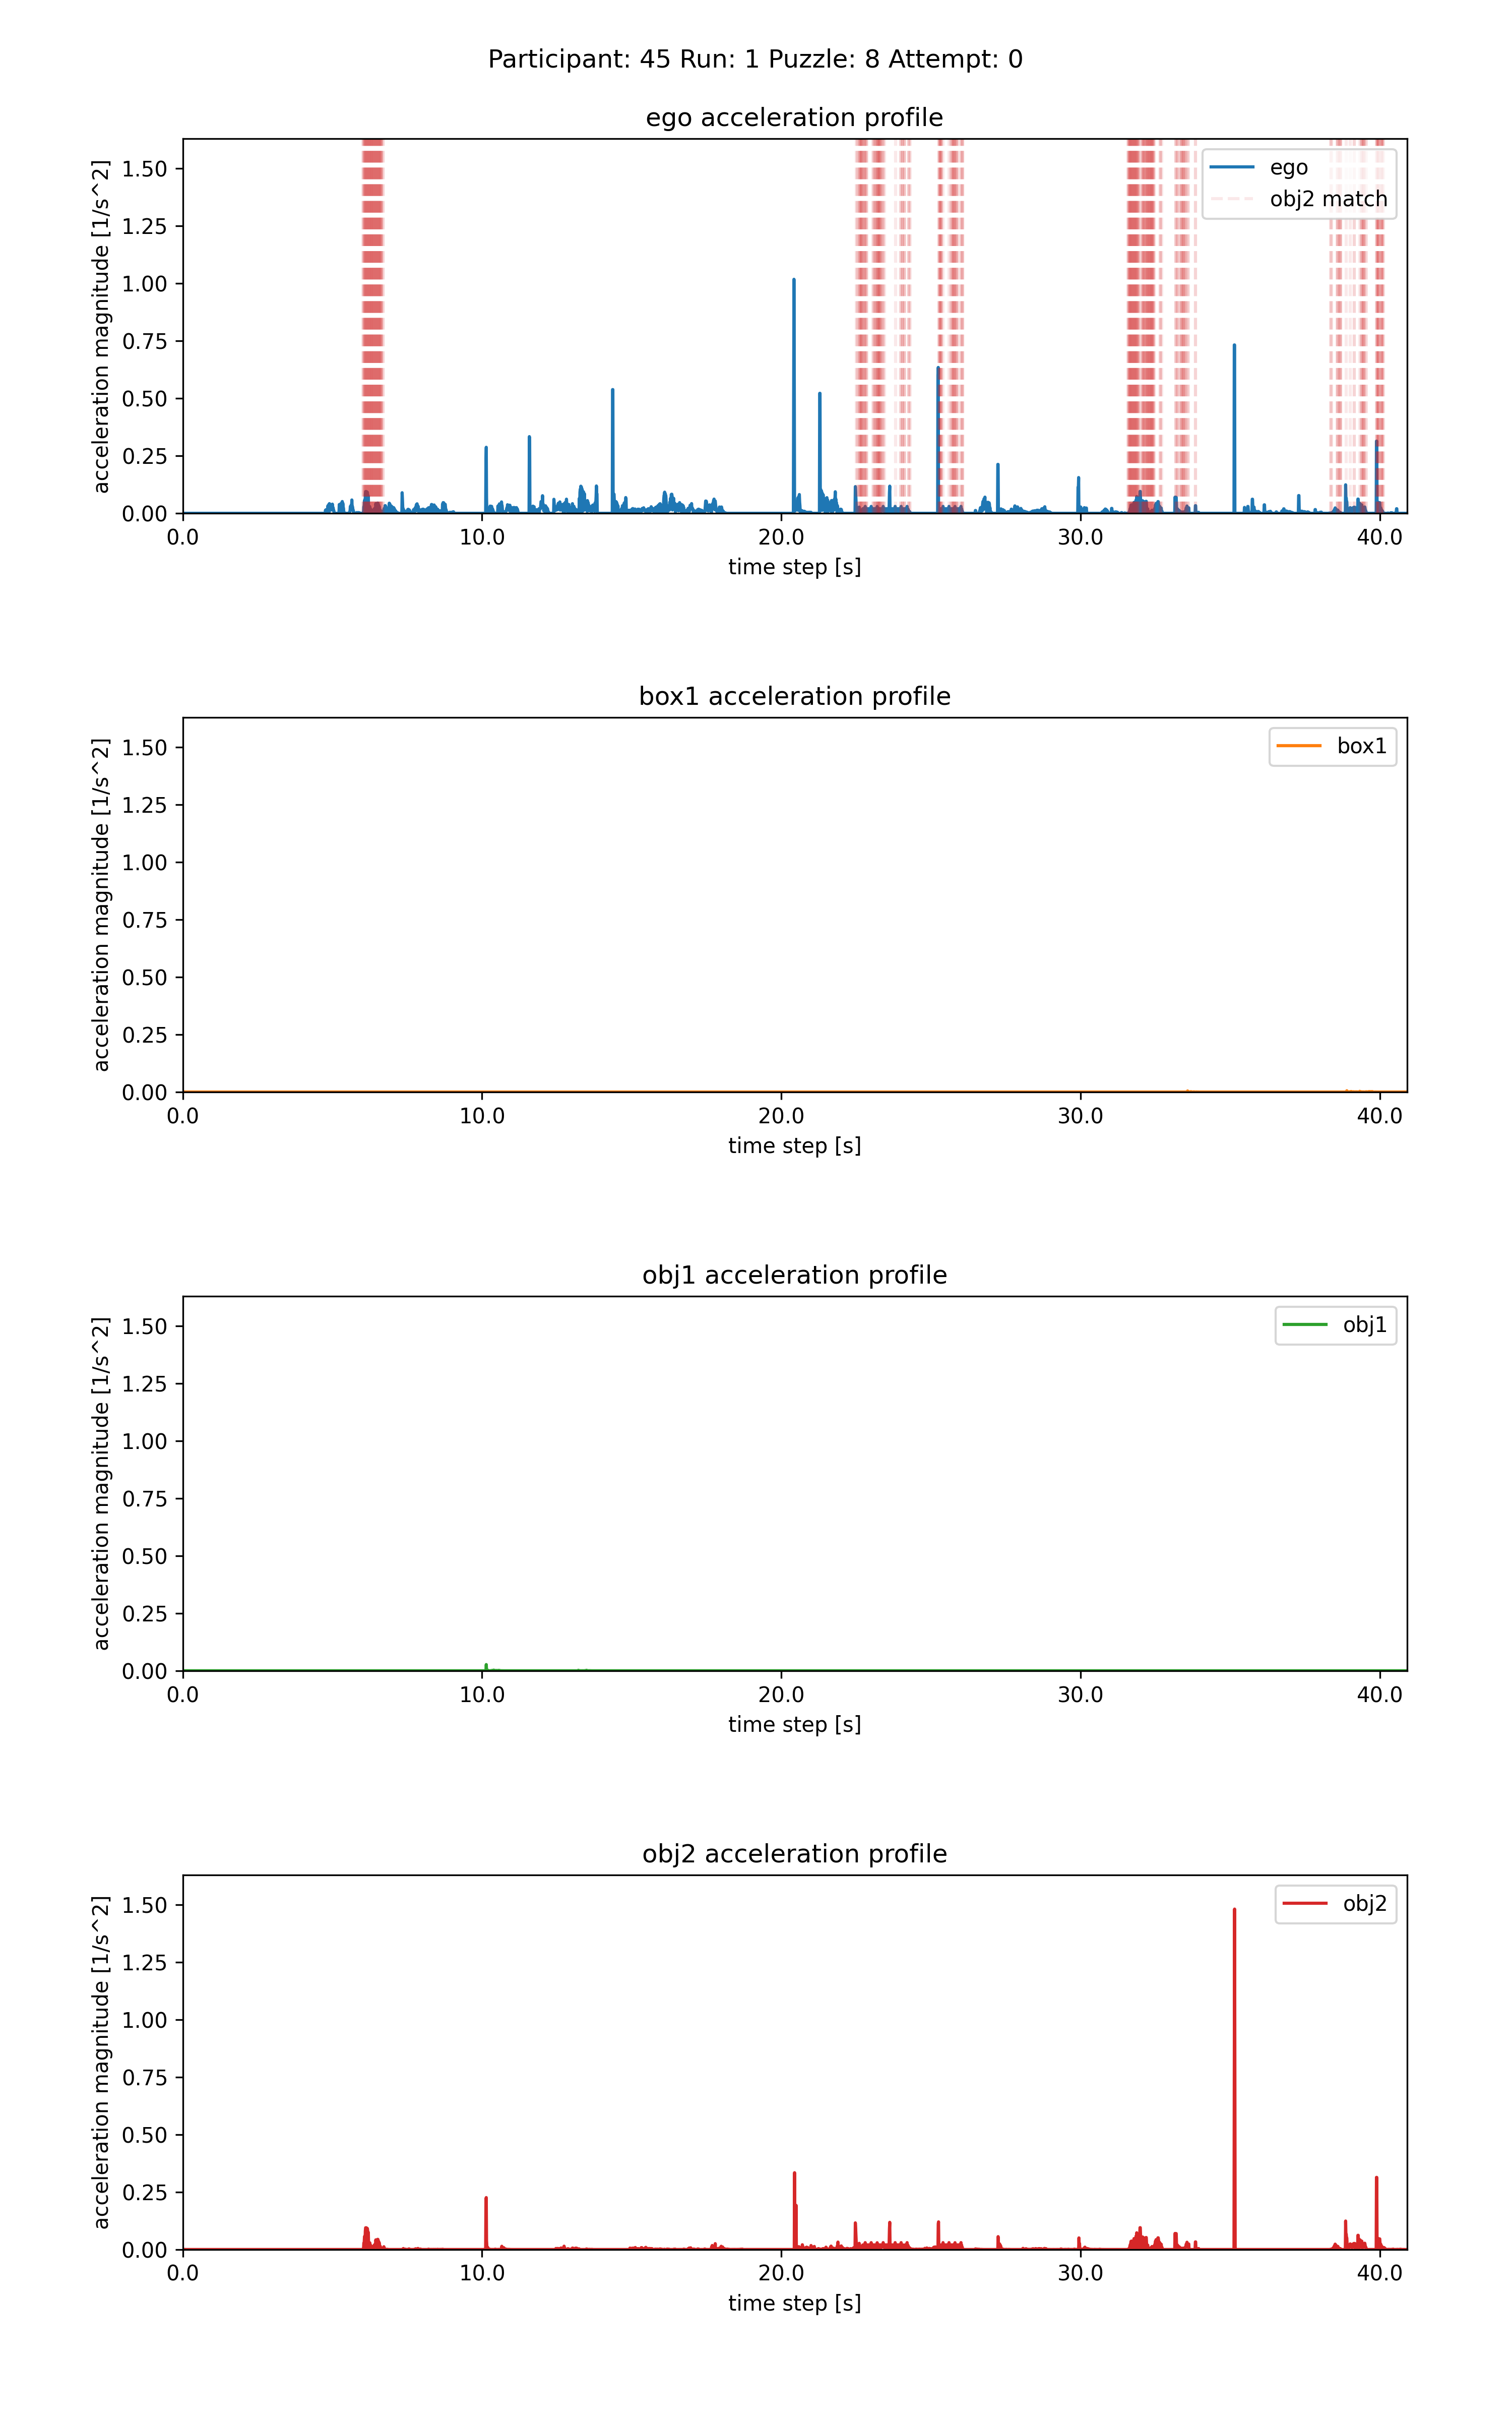 Participant: 45 Run: 1 Puzzle: 8 Attempt: 0
ego acceleration profile
acceleration magnitude [1/s^2]
1.50
1.25
1.00
0.75
0.50
0.25
0.00
ego
obj2 match
0.0 10.0 20.0 30.0 40.0
time step [s]
box1 acceleration profile
acceleration magnitude [1/s^2]
1.50
1.25
1.00
0.75
0.50
0.25
0.00
box1
0.0 10.0 20.0 30.0 40.0
time step [s]
obj1 acceleration profile
acceleration magnitude [1/s^2]
1.50
1.25
1.00
0.75
0.50
0.25
0.00
obj1
0.0 10.0 20.0 30.0 40.0
time step [s]
obj2 acceleration profile
acceleration magnitude [1/s^2]
1.50
1.25
1.00
0.75
0.50
0.25
0.00
obj2
0.0 10.0 20.0 30.0 40.0
time step [s]